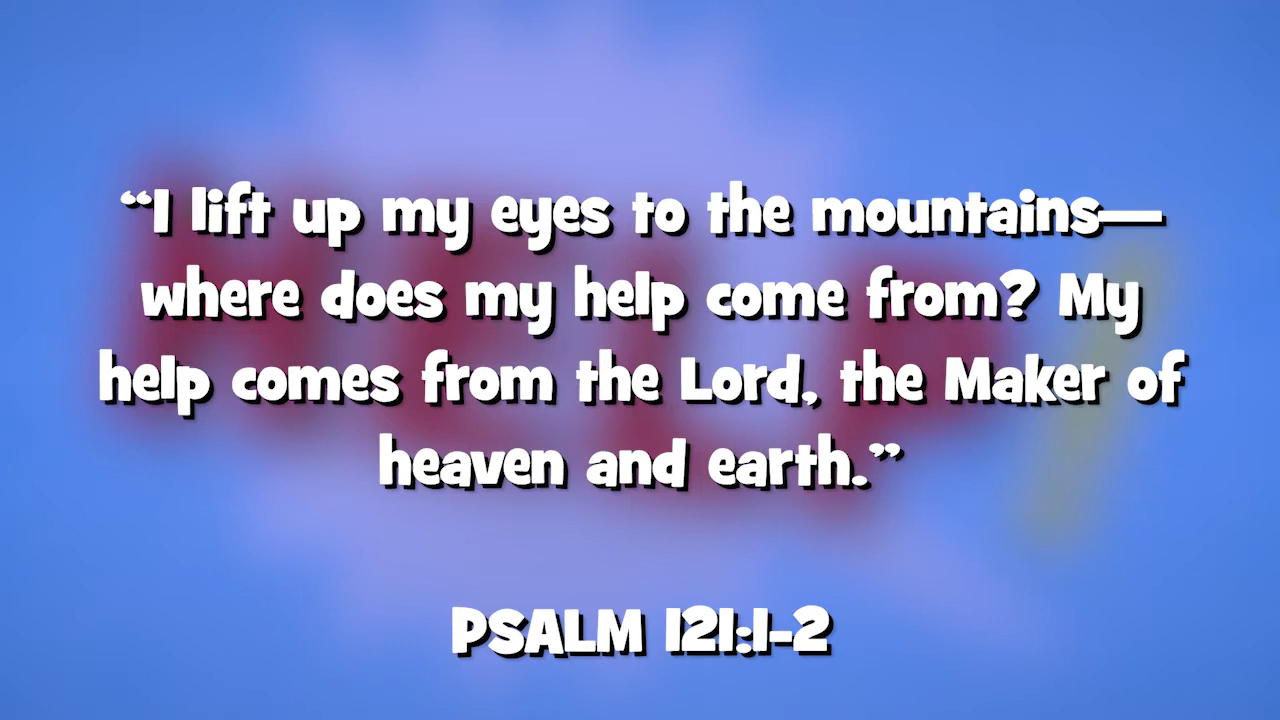 “I lift up my eyes to the mountains—
where does my help come from? My
help comes from the Lord, the Maker of
heaven and earth.”
PSALM 121:1-2